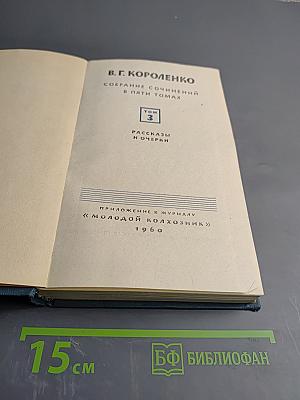 В. Г. КОРОЛЕНКО
СОБРАНИЕ СОЧИНЕНИЙ
В ПЯТИ ТОМАХ
ТОМ
3
РАССКАЗЫ
И ОЧЕРКИ
ПРИЛОЖЕНИЕ К ЖУРНАЛУ
«МОЛОДОЙ КОЛХОЗНИК»
1960
15 СМ
БФ БИБЛИОФАН